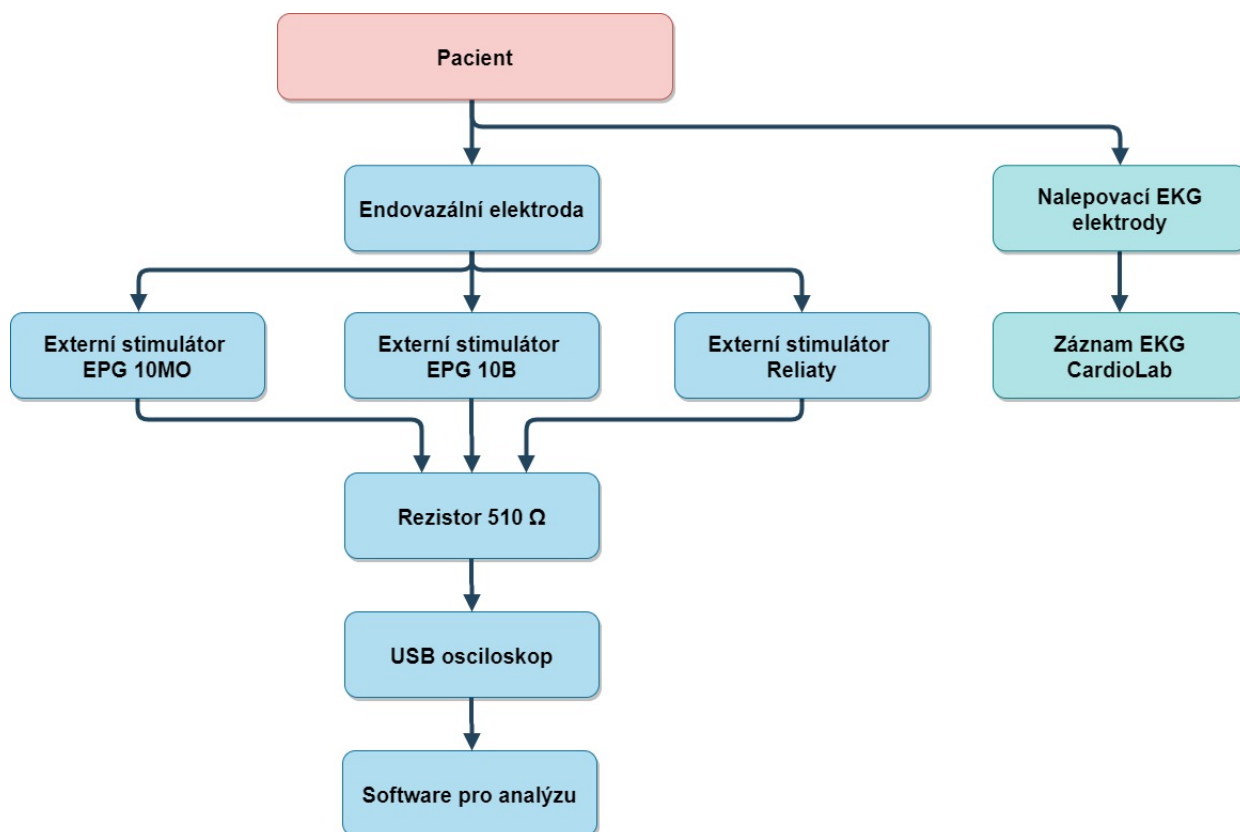 Pacient
Endovazální elektroda
Nalepovací EKG
elektrody
Externí stimulátor
EPG 10MO
Externí stimulátor
EPG 10B
Externí stimulátor
Reliaty
Záznam EKG
CardioLab
Rezistor 510 Ω
USB osciloskop
Software pro analýzu